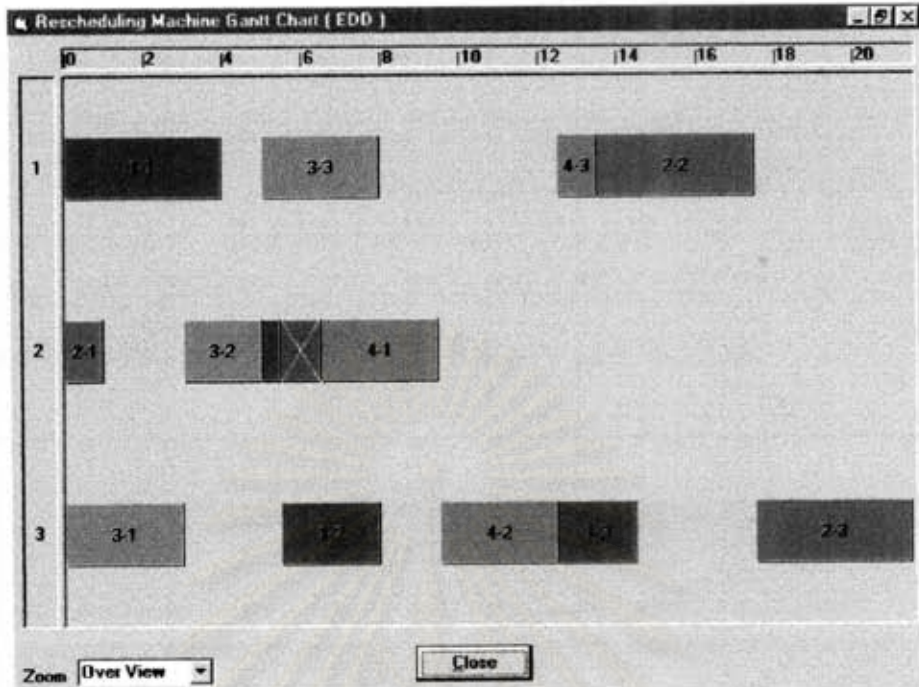 Rescheduling Machine Gantt Chart ( EDD )
|0 |2 |4 |6 |8 |10 |12 |14 |16 |18 |20
1 1-1 3-3 4-3 2-2
2 2-1 3-2 4-1
3 3-1 4-2 2-3
Zoom Over View Close